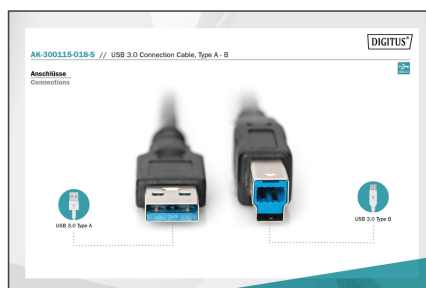 DIGITUS®
AK-300115-018-S // USB 3.0 Connection Cable, Type A - B
Anschlüsse
Connections
USB 3.0 Type A
USB 3.0 Type B